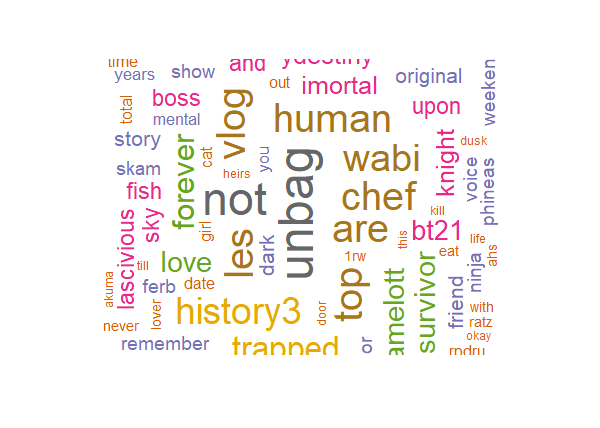 time
and
ydestiny
years
show
out
imortal
original
weeken
total
boss
mental
vlog
human
upon
story
forever
cat
you
wabi
knight
dusk
skam
heirs
voice
phineas
fish
not
unbag
chef
kill
lascivious
sky
girl
are
bt21
les
dark
this
life
till
love
1rw
eat
ahs
akuma
ferb
date
top
amelott
survivor
friend
ninja
history3
door
with
never
lover
ratz
remember
trapped
or
okay
rpdru